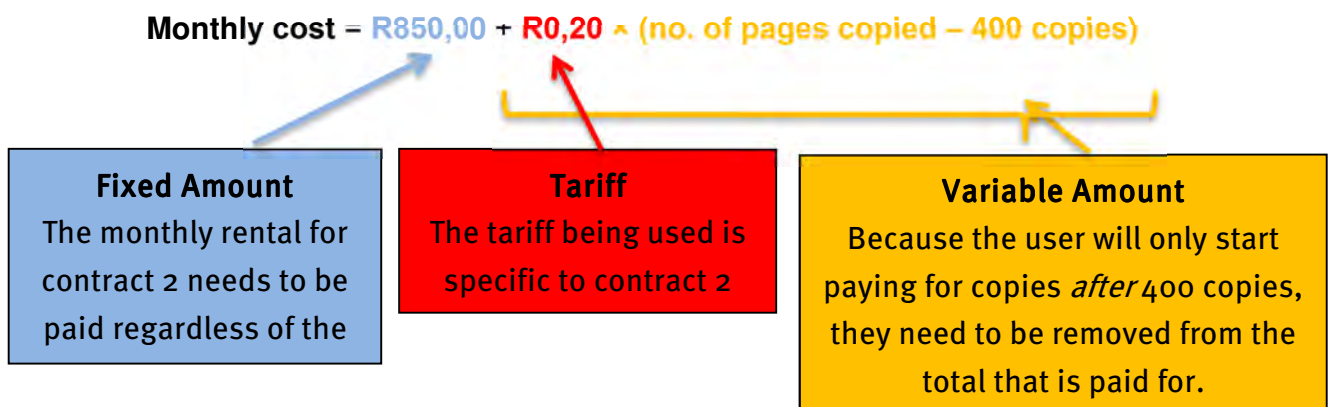 Monthly cost = R850,00 + R0,20 × (no. of pages copied – 400 copies)
Fixed Amount
The monthly rental for
contract 2 needs to be
paid regardless of the
Tariff
The tariff being used is
specific to contract 2
Variable Amount
Because the user will only start
paying for copies after 400 copies,
they need to be removed from the
total that is paid for.